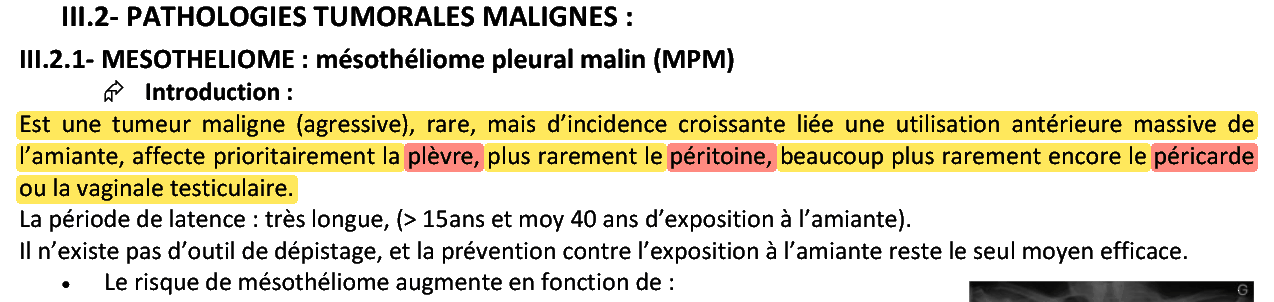 III.2- PATHOLOGIES TUMORALES MALIGNES :
III.2.1- MESOTHELIOME : mésothéliome pleural malin (MPM)
Introduction :
Est une tumeur maligne (agressive), rare, mais d’incidence croissante liée une utilisation antérieure massive de
l’amiante, affecte prioritairement la plèvre, plus rarement le péritoine, beaucoup plus rarement encore le péricarde
ou la vaginale testiculaire.
La période de latence : très longue, (> 15ans et moy 40 ans d’exposition à l’amiante).
Il n’existe pas d’outil de dépistage, et la prévention contre l’exposition à l’amiante reste le seul moyen efficace.
• Le risque de mésothéliome augmente en fonction de :
G